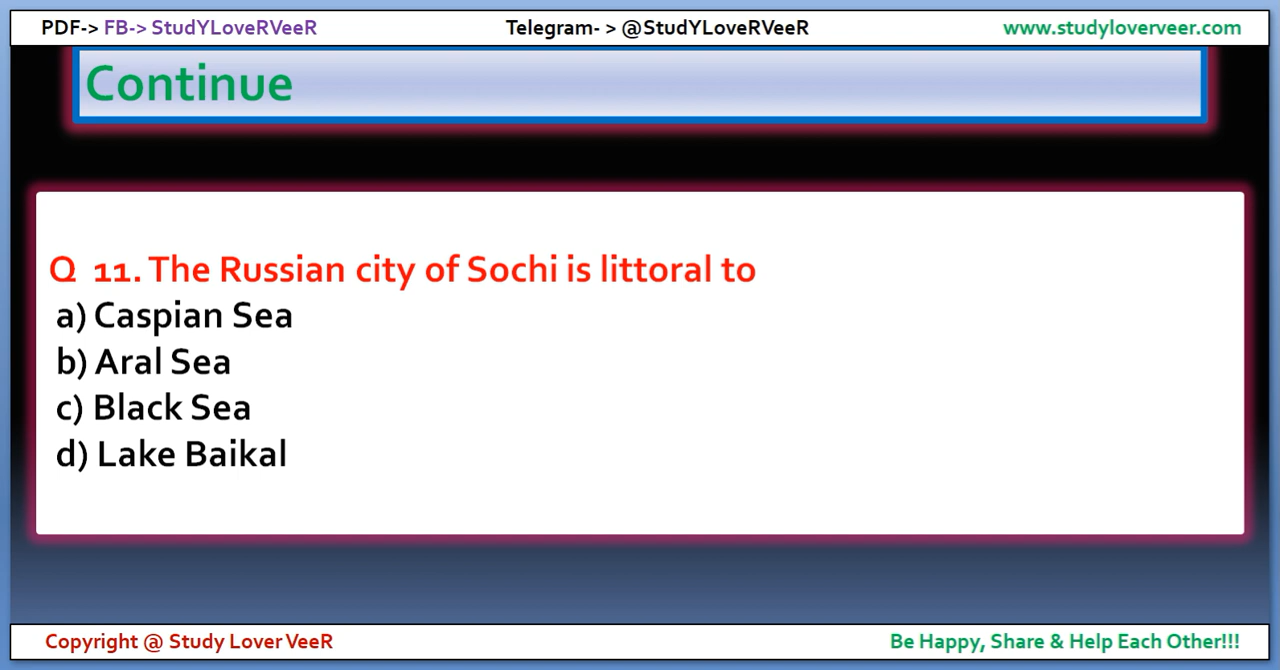 PDF-> FB-> StudYLoveRVeeR Telegram- > @StudYLoveRVeeR www.studyloverveer.com
Continue
Q 11. The Russian city of Sochi is littoral to
a) Caspian Sea
b) Aral Sea
c) Black Sea
d) Lake Baikal
Copyright @ Study Lover VeeR Be Happy, Share & Help Each Other!!!